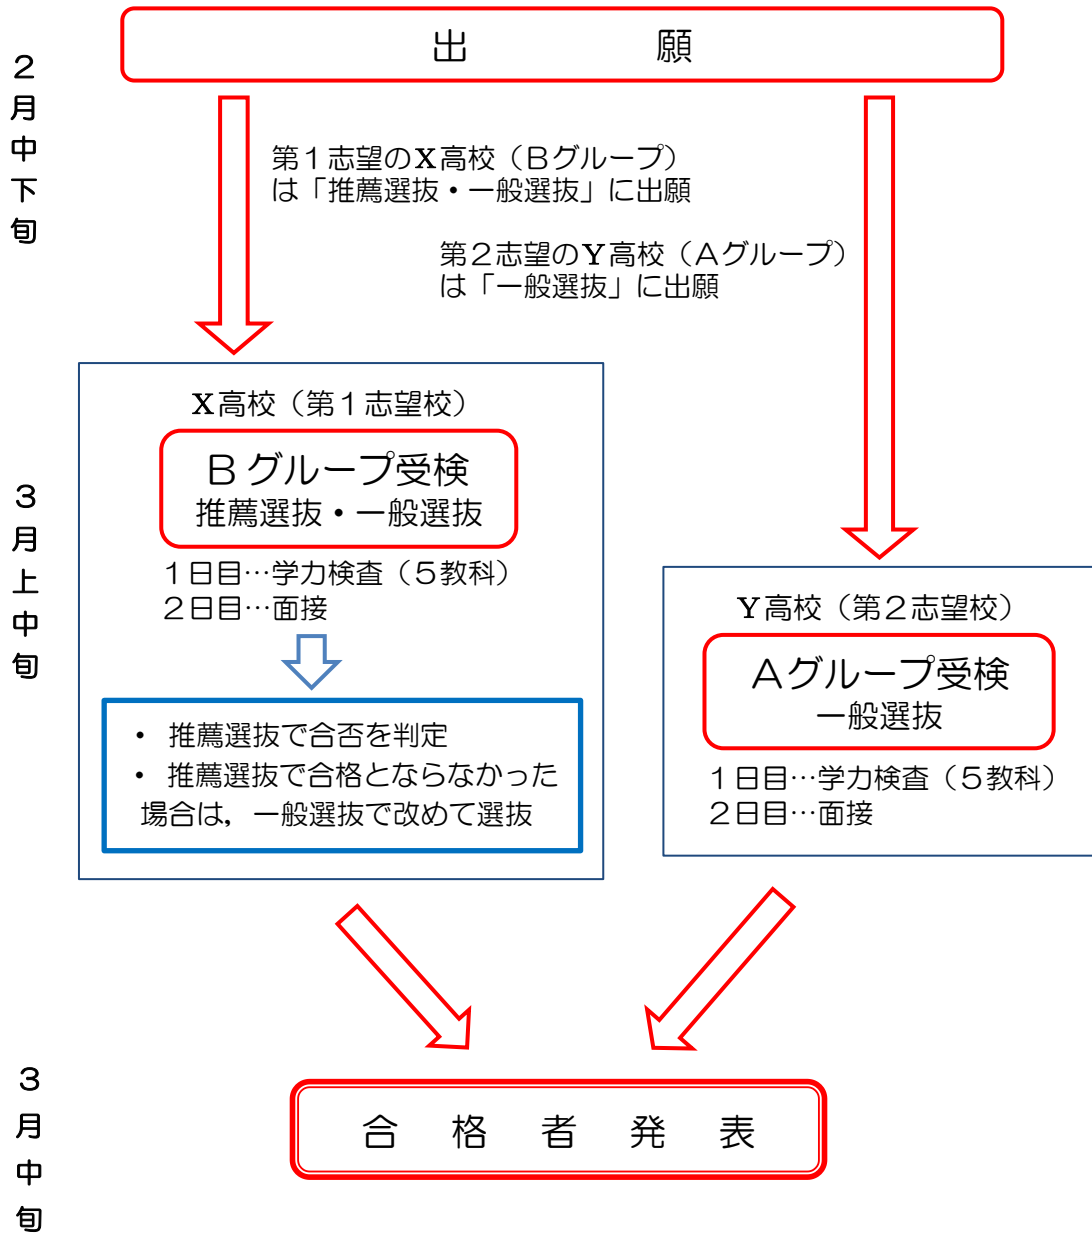 出願
2月中下旬
第1志望のX高校（Bグループ）
は「推薦選抜・一般選抜」に出願
第2志望のY高校（Aグループ）
は「一般選抜」に出願
3月上中旬
X高校（第1志望校）
Bグループ受検
推薦選抜・一般選抜
1日目…学力検査（5教科）
2日目…面接
・ 推薦選抜で合否を判定
・ 推薦選抜で合格とならなかった
場合は，一般選抜で改めて選抜
Y高校（第2志望校）
Aグループ受検
一般選抜
1日目…学力検査（5教科）
2日目…面接
3月中旬
合格者発表